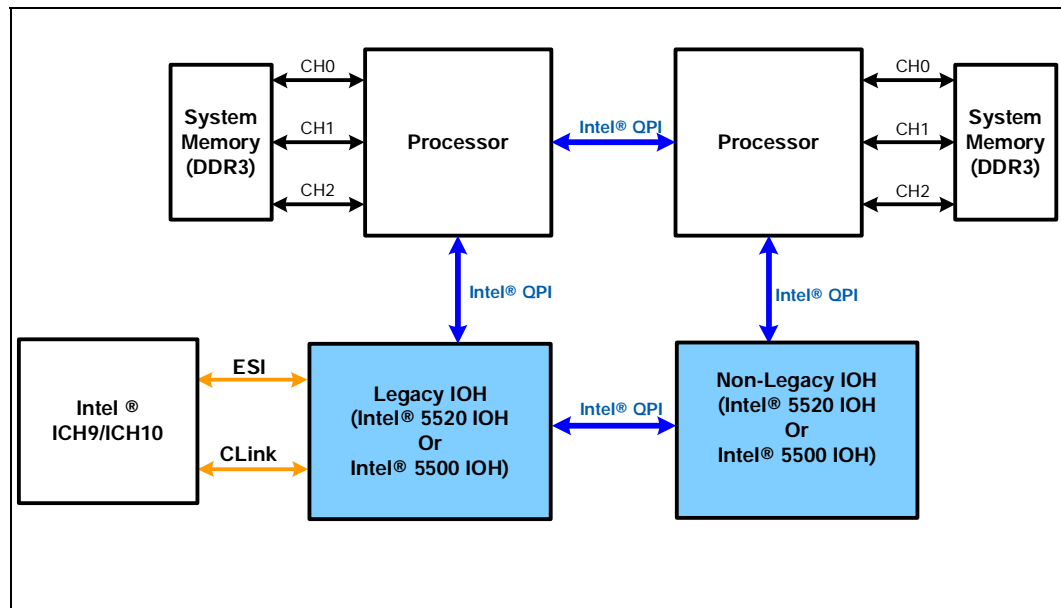 CH0
CH1
CH2
System
Memory
(DDR3)
Processor
Intel® QPI
Processor
CH0
CH1
CH2
System
Memory
(DDR3)
Intel® QPI
Intel® QPI
Intel ®
ICH9/ICH10
ESI
CLink
Legacy IOH
(Intel® 5520 IOH
Or
Intel® 5500 IOH)
Intel® QPI
Non-Legacy IOH
(Intel® 5520 IOH
Or
Intel® 5500 IOH)